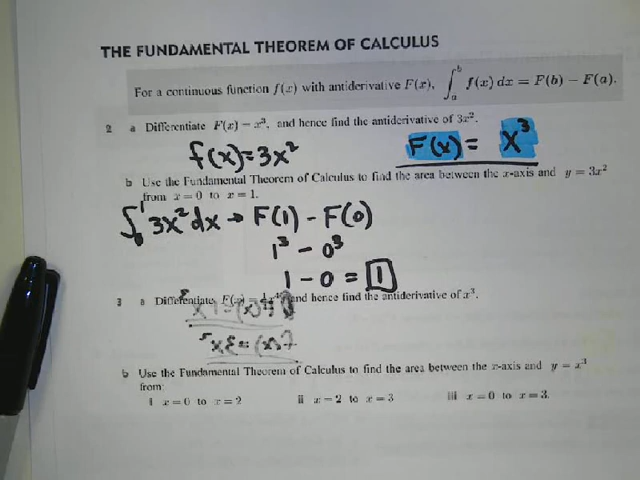 THE FUNDAMENTAL THEOREM OF CALCULUS
For a continuous function f(x) with antiderivative F(x), ∫_a^b f(x) dx = F(b) − F(a).
2 a Differentiate F(x) = x³, and hence find the antiderivative of 3x².
f(x)=3x² F(x)= x³
b Use the Fundamental Theorem of Calculus to find the area between the x-axis and y = 3x²
from x = 0 to x = 1.
∫_0^1 3x² dx → F(1) − F(0)
1³ − 0³
1 − 0 = 1
3 a Differentiate F(x) = and hence find the antiderivative of x³.
b Use the Fundamental Theorem of Calculus to find the area between the x-axis and y = x³
from:
i x = 0 to x = 2 ii x = 2 to x = 3 iii x = 0 to x = 3.